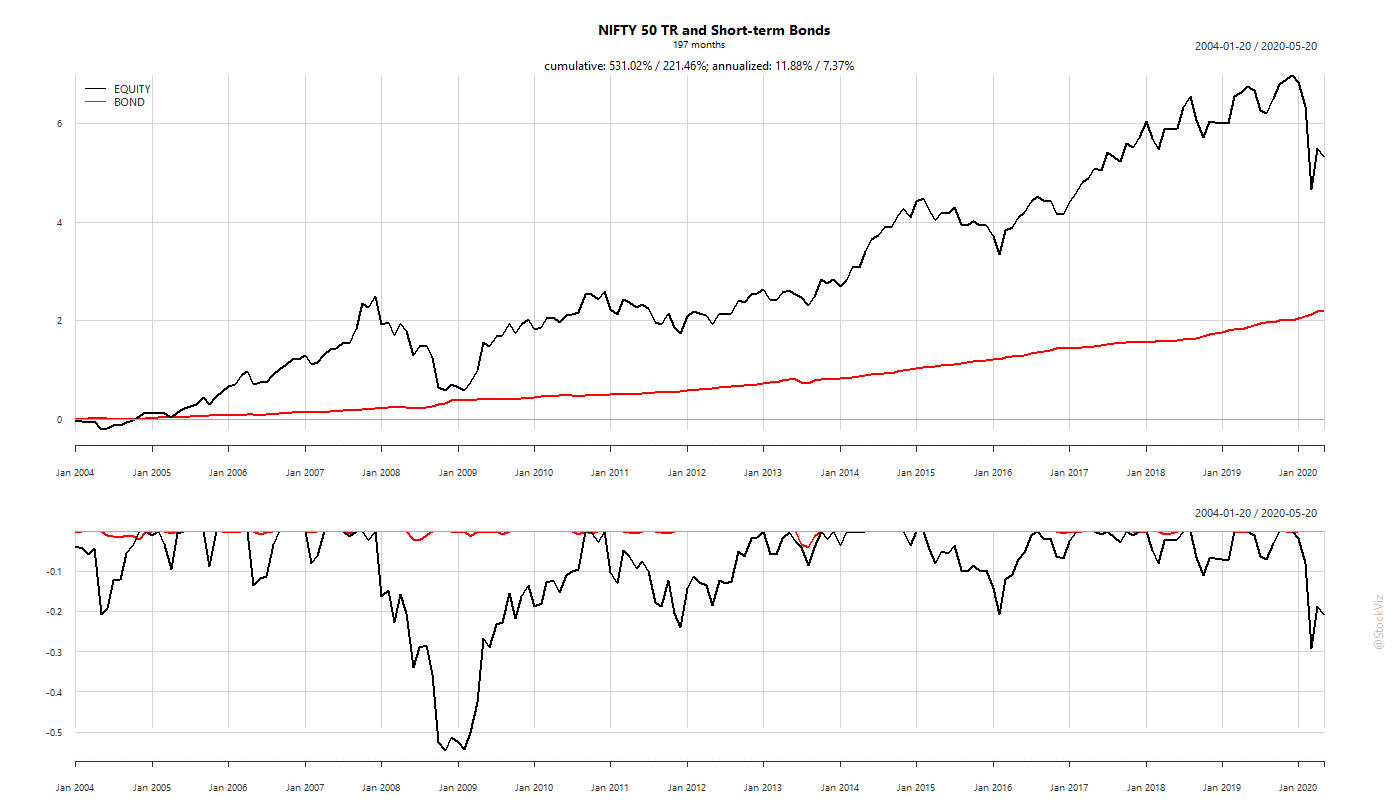 NIFTY 50 TR and Short-term Bonds
197 months
2004-01-20 / 2020-05-20
cumulative: 531.02% / 221.46%; annualized: 11.88% / 7.37%
EQUITY
BOND
6
4
2
0
Jan 2004 Jan 2005 Jan 2006 Jan 2007 Jan 2008 Jan 2009 Jan 2010 Jan 2011 Jan 2012 Jan 2013 Jan 2014 Jan 2015 Jan 2016 Jan 2017 Jan 2018 Jan 2019 Jan 2020
2004-01-20 / 2020-05-20
-0.1
-0.2
-0.3
-0.4
-0.5
Jan 2004 Jan 2005 Jan 2006 Jan 2007 Jan 2008 Jan 2009 Jan 2010 Jan 2011 Jan 2012 Jan 2013 Jan 2014 Jan 2015 Jan 2016 Jan 2017 Jan 2018 Jan 2019 Jan 2020
@StockViz